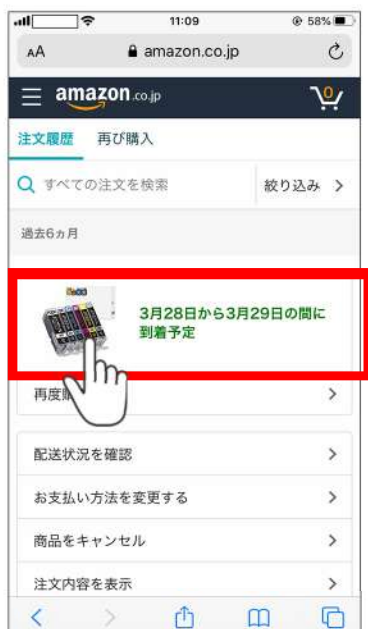 11:09
58%
AA
amazon.co.jp
amazon.co.jp
0
注文履歴 再び購入
すべての注文を検索
絞り込み
過去6ヵ月
3月28日から3月29日の間に
到着予定
再度
配送状況を確認
お支払い方法を変更する
商品をキャンセル
注文内容を表示